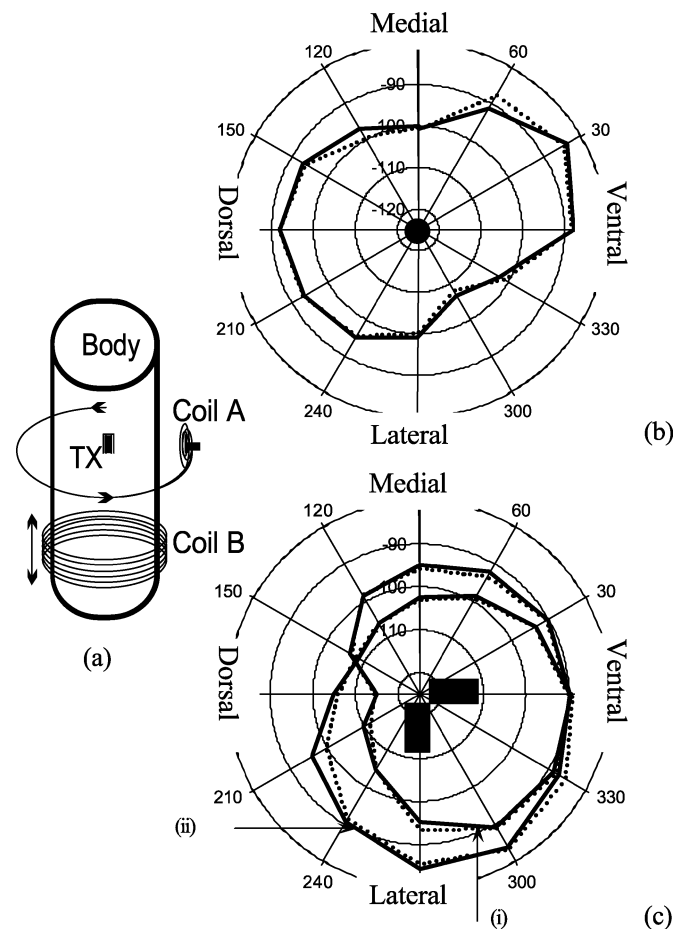 Medial
120
60
-90
150
-100
30
-110
Dorsal
-120
Ventral
210
330
Body
240
300
Coil A
Lateral
(b)
TX
Medial
120
60
Coil B
-90
150
-100
30
(a)
-110
Dorsal
Ventral
210
330
(ii)
240
300
Lateral
(i)
(c)